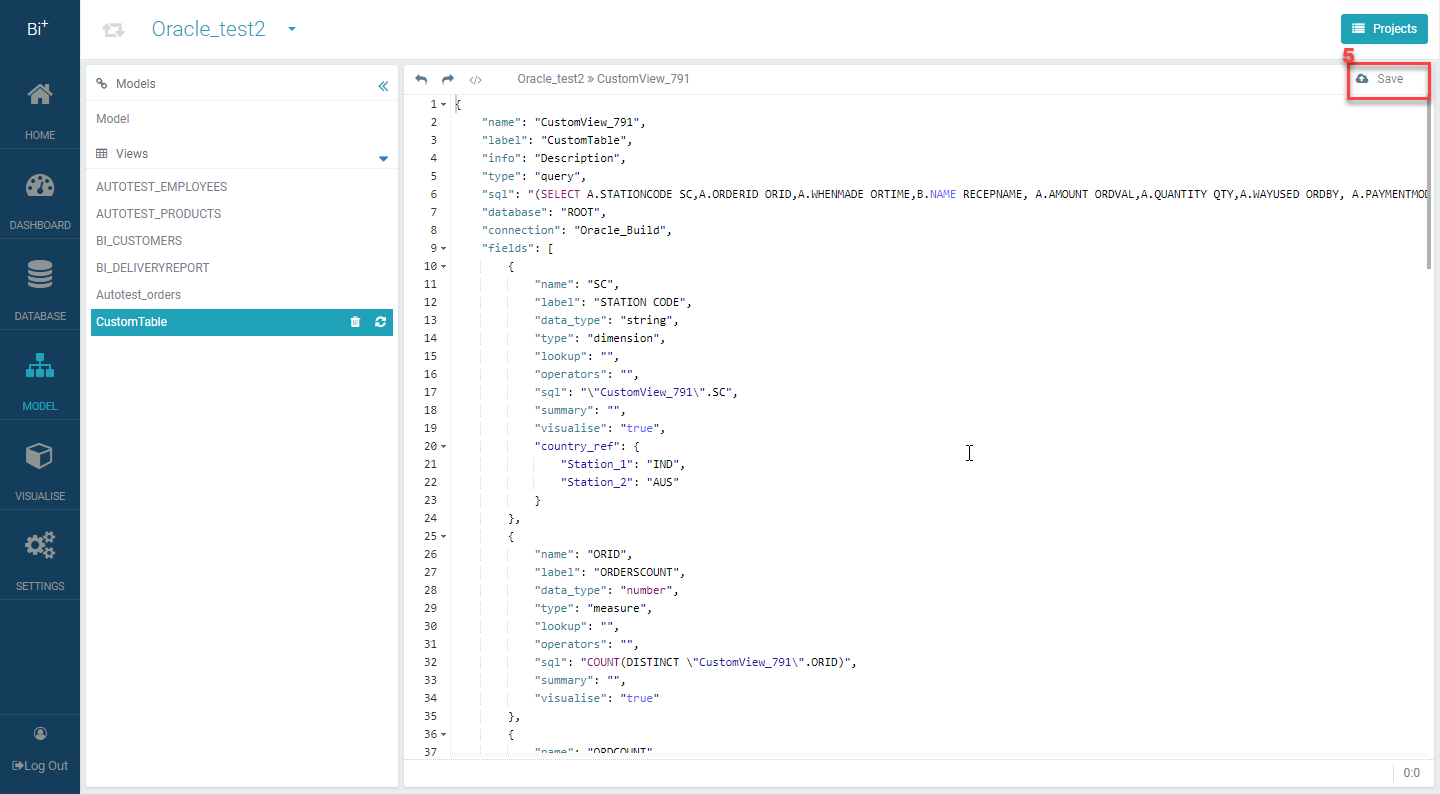 Bi+
Oracle_test2
Projects
5
HOME
DASHBOARD
DATABASE
MODEL
VISUALISE
SETTINGS
Log Out
Models
Model
Views
AUTOTEST_EMPLOYEES
AUTOTEST_PRODUCTS
BI_CUSTOMERS
BI_DELIVERYREPORT
Autotest_orders
CustomTable
</> Oracle_test2 » CustomView_791
Save
1 {
2 "name": "CustomView_791",
3 "label": "CustomTable",
4 "info": "Description",
5 "type": "query",
6 "sql": "(SELECT A.STATIONCODE SC,A.ORDERID ORID,A.WHENMADE ORTIME,B.NAME RECEPNAME, A.AMOUNT ORDVAL,A.QUANTITY QTY,A.WAYUSED ORDBY, A.PAYMENTMOD
7 "database": "ROOT",
8 "connection": "Oracle_Build",
9 "fields": [
10 {
11 "name": "SC",
12 "label": "STATION CODE",
13 "data_type": "string",
14 "type": "dimension",
15 "lookup": "",
16 "operators": "",
17 "sql": "\"CustomView_791\".SC",
18 "summary": "",
19 "visualise": "true",
20 "country_ref": {
21 "Station_1": "IND",
22 "Station_2": "AUS"
23 }
24 },
25 {
26 "name": "ORID",
27 "label": "ORDERSCOUNT",
28 "data_type": "number",
29 "type": "measure",
30 "lookup": "",
31 "operators": "",
32 "sql": "COUNT(DISTINCT \"CustomView_791\".ORID)",
33 "summary": "",
34 "visualise": "true"
35 },
36 {
37 "name": "ORDCOUNT"
0:0